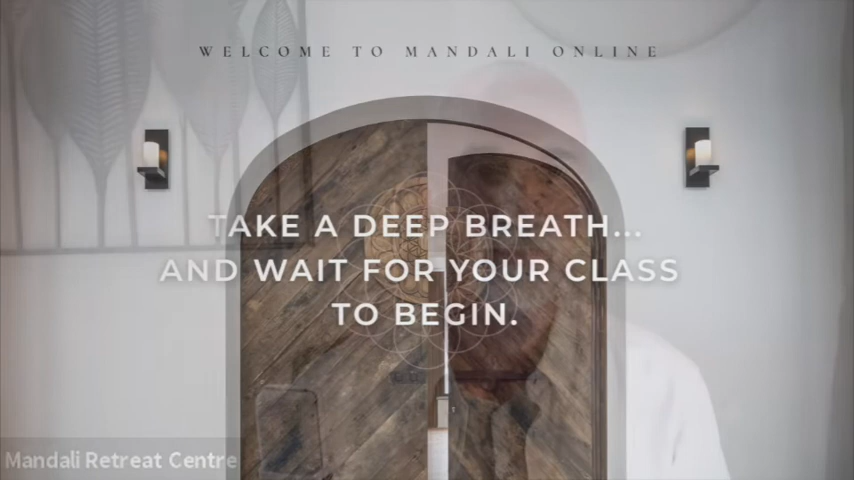 WELCOME TO MANDALI ONLINE
TAKE A DEEP BREATH...
AND WAIT FOR YOUR CLASS
TO BEGIN.
Mandali Retreat Centre